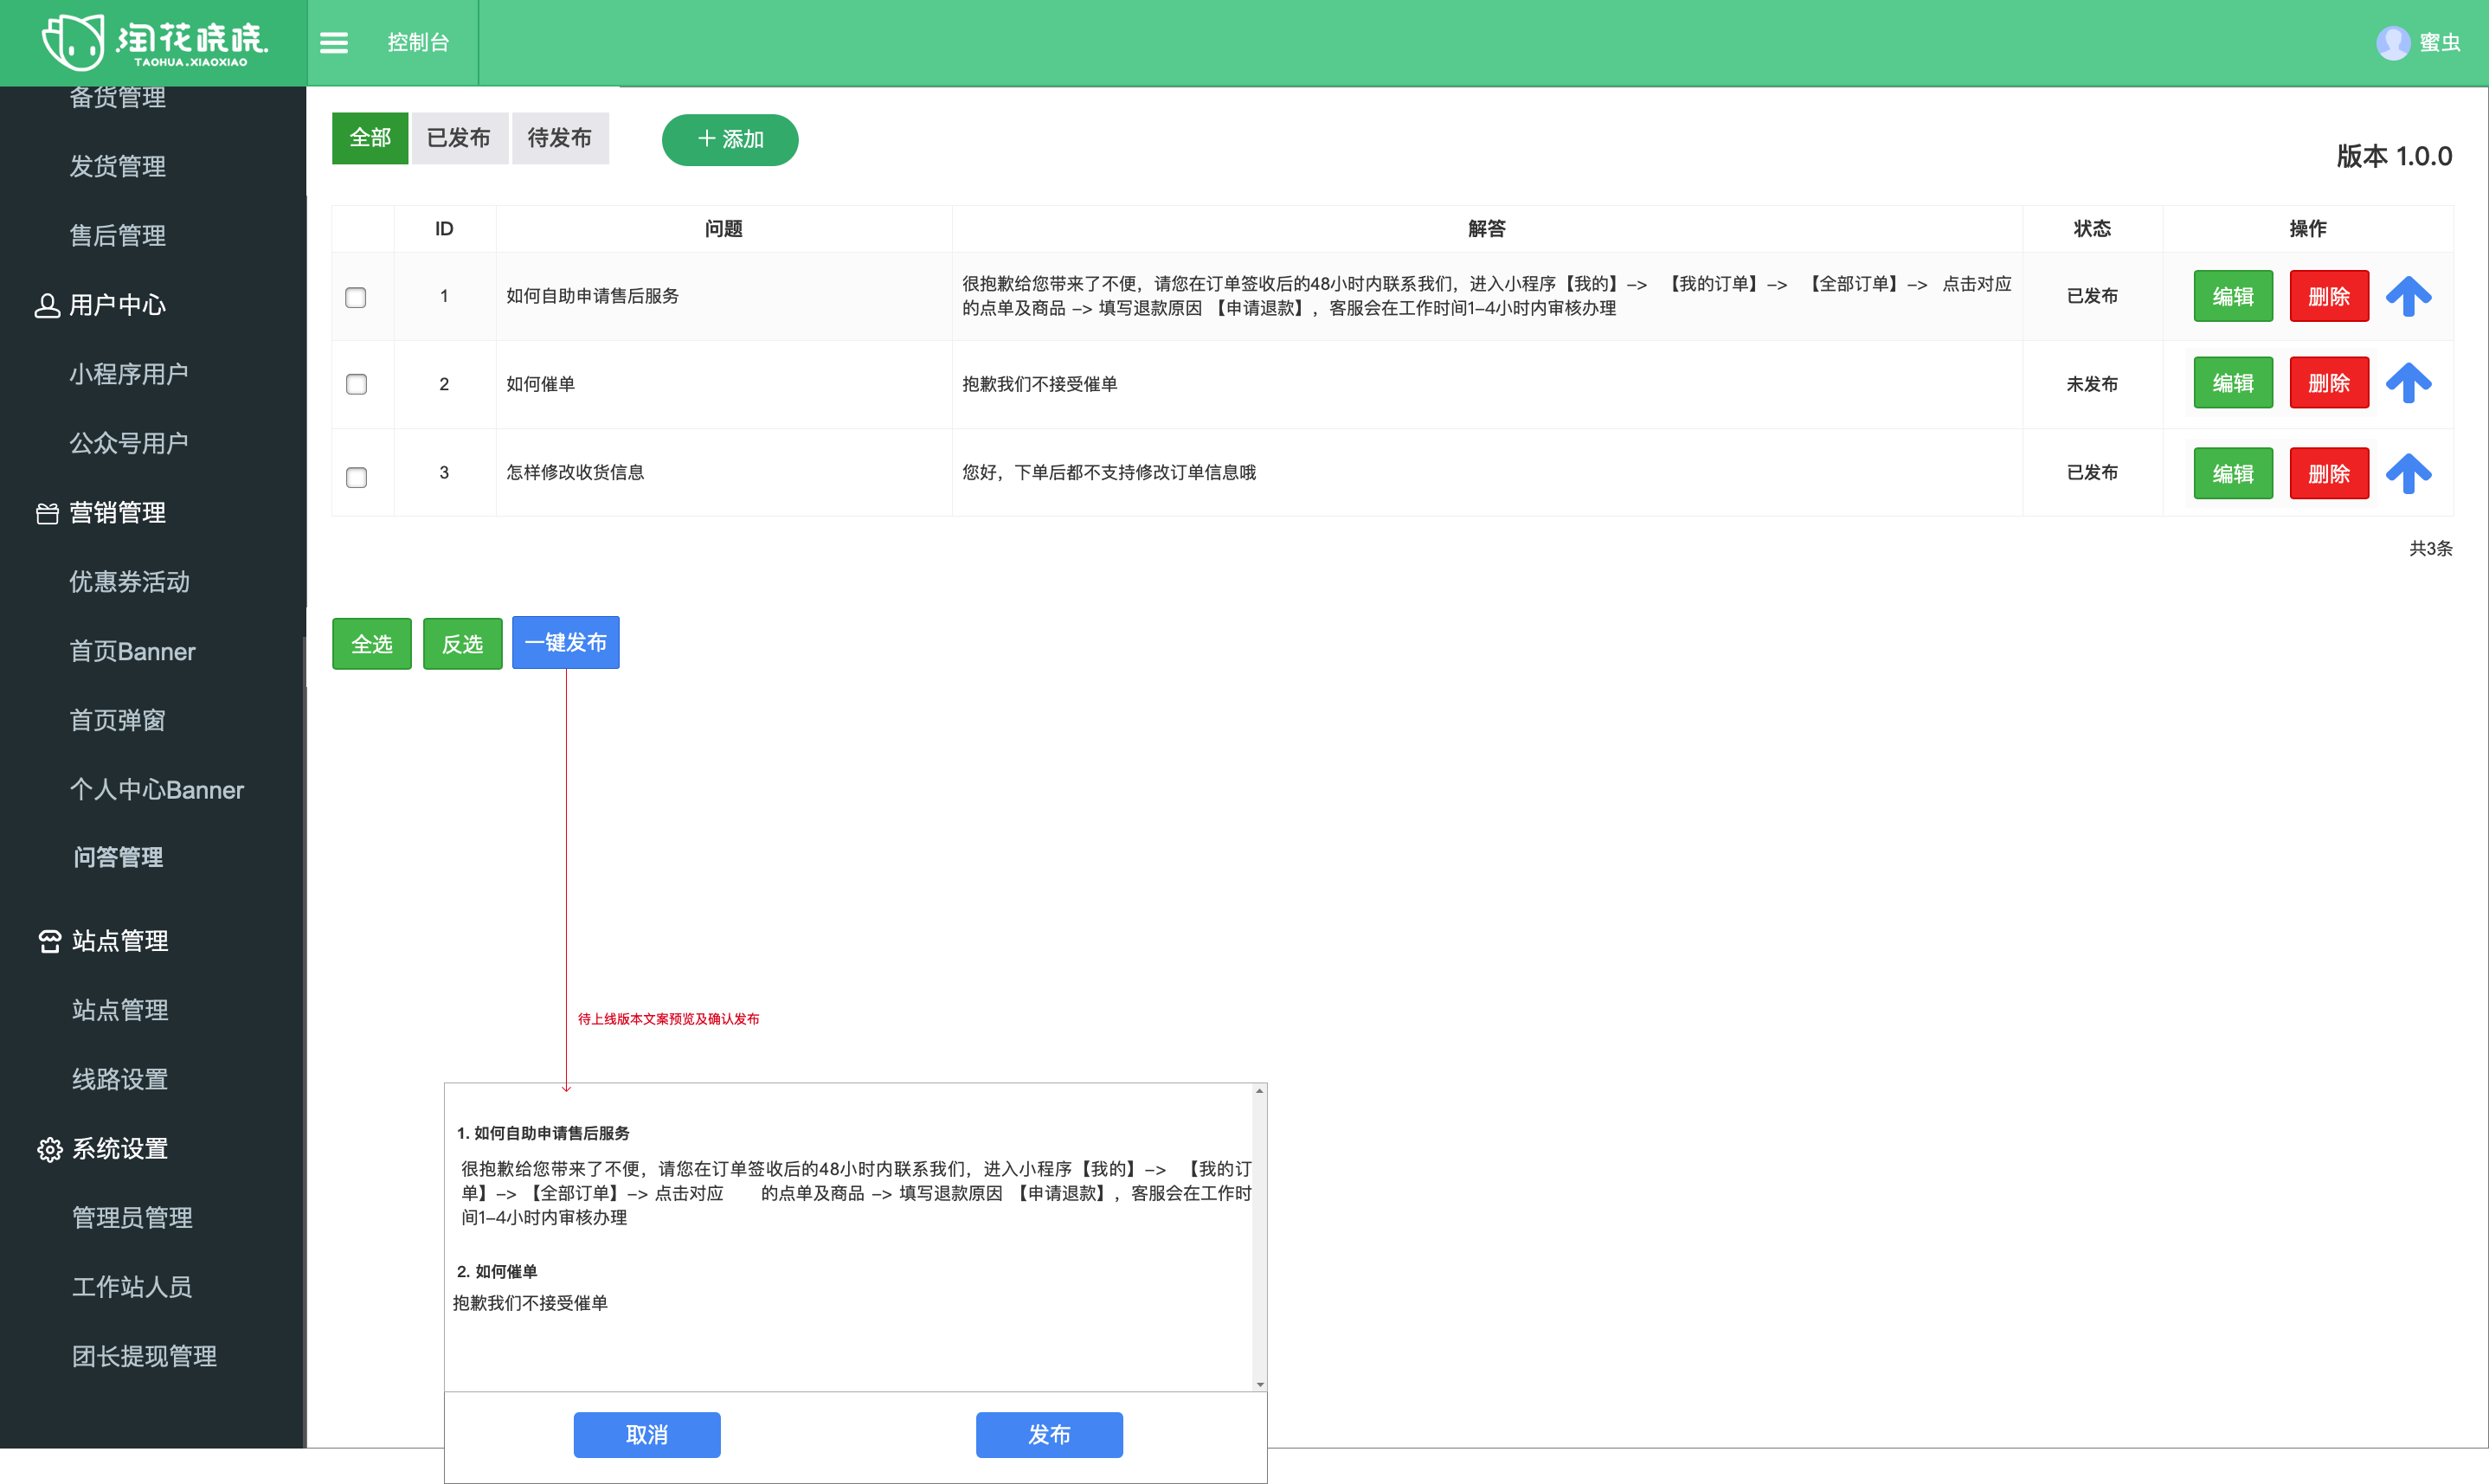 淘花晓晓.
TAOHUA.XIAOXIAO
控制台
蜜虫
备货管理
发货管理
售后管理
用户中心
小程序用户
公众号用户
营销管理
优惠券活动
首页Banner
首页弹窗
个人中心Banner
问答管理
站点管理
站点管理
线路设置
系统设置
管理员管理
工作站人员
团长提现管理
全部 已发布 待发布 添加
版本 1.0.0
ID 问题 解答 状态 操作
1 如何自助申请售后服务 很抱歉给您带来了不便，请您在订单签收后的48小时内联系我们，进入小程序【我的】–> 【我的订单】–> 【全部订单】–> 点击对应
的点单及商品 –> 填写退款原因 【申请退款】，客服会在工作时间1–4小时内审核办理 已发布 编辑 删除
2 如何催单 抱歉我们不接受催单 未发布 编辑 删除
3 怎样修改收货信息 您好，下单后都不支持修改订单信息哦 已发布 编辑 删除
共3条
全选 反选 一键发布
待上线版本文案预览及确认发布
1. 如何自助申请售后服务
很抱歉给您带来了不便，请您在订单签收后的48小时内联系我们，进入小程序【我的】–> 【我的订
单】–> 【全部订单】–> 点击对应 的点单及商品 –> 填写退款原因 【申请退款】，客服会在工作时
间1–4小时内审核办理
2. 如何催单
抱歉我们不接受催单
取消 发布